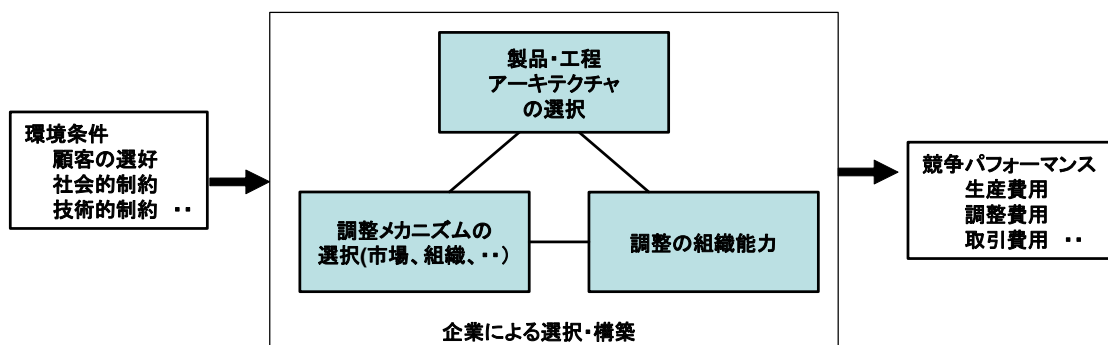 環境条件
顧客の選好
社会的制約
技術的制約 ・・
製品・工程
アーキテクチャ
の選択
調整メカニズムの
選択(市場、組織、・・)
調整の組織能力
企業による選択・構築
競争パフォーマンス
生産費用
調整費用
取引費用 ・・